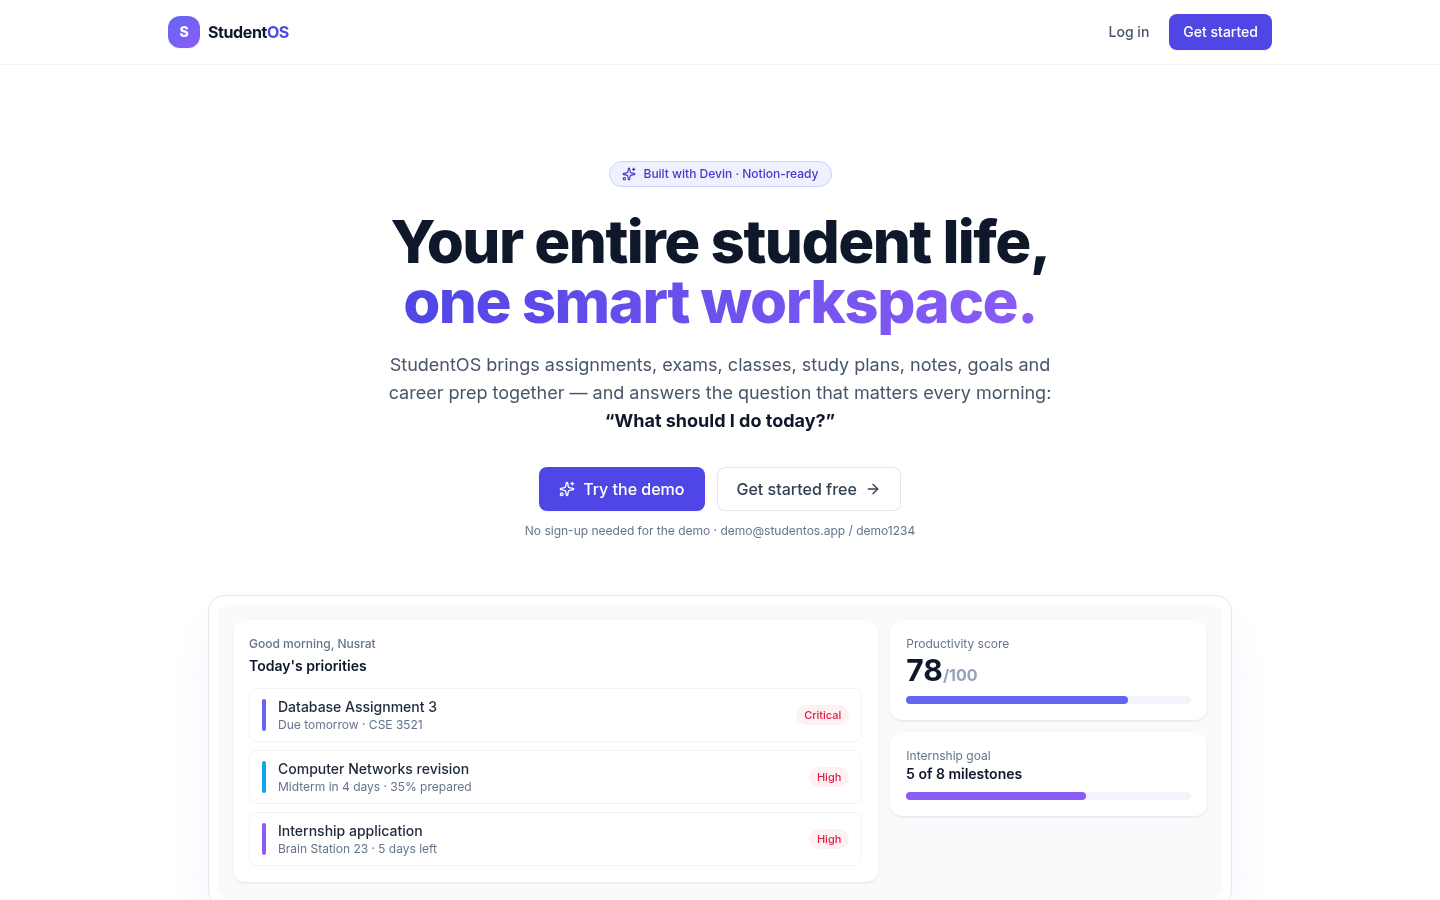 S StudentOS
Log in
Get started
Built with Devin · Notion-ready
Your entire student life,
one smart workspace.
StudentOS brings assignments, exams, classes, study plans, notes, goals and
career prep together — and answers the question that matters every morning:
“What should I do today?”
Try the demo
Get started free →
No sign-up needed for the demo · demo@studentos.app / demo1234
Good morning, Nusrat
Today's priorities
Database Assignment 3
Due tomorrow · CSE 3521
Critical
Computer Networks revision
Midterm in 4 days · 35% prepared
High
Internship application
Brain Station 23 · 5 days left
High
Productivity score
78/100
Internship goal
5 of 8 milestones